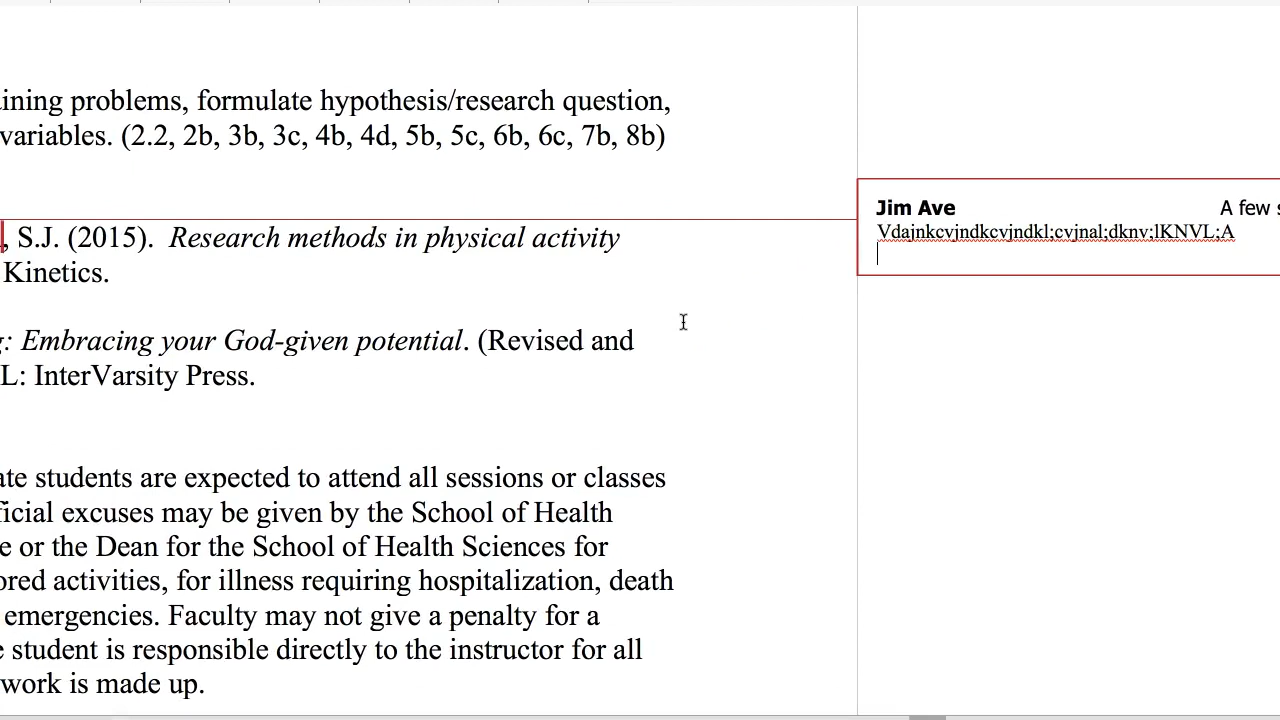 ining problems, formulate hypothesis/research question,
variables. (2.2, 2b, 3b, 3c, 4b, 4d, 5b, 5c, 6b, 6c, 7b, 8b)
, S.J. (2015). Research methods in physical activity
Kinetics.
g: Embracing your God-given potential. (Revised and
L: InterVarsity Press.
ate students are expected to attend all sessions or classes
ficial excuses may be given by the School of Health
e or the Dean for the School of Health Sciences for
ored activities, for illness requiring hospitalization, death
emergencies. Faculty may not give a penalty for a
e student is responsible directly to the instructor for all
work is made up.
Jim Ave A few s
Vdajnkcvjndkcvjndkl;cvjnal;dknv;lKNVL;A